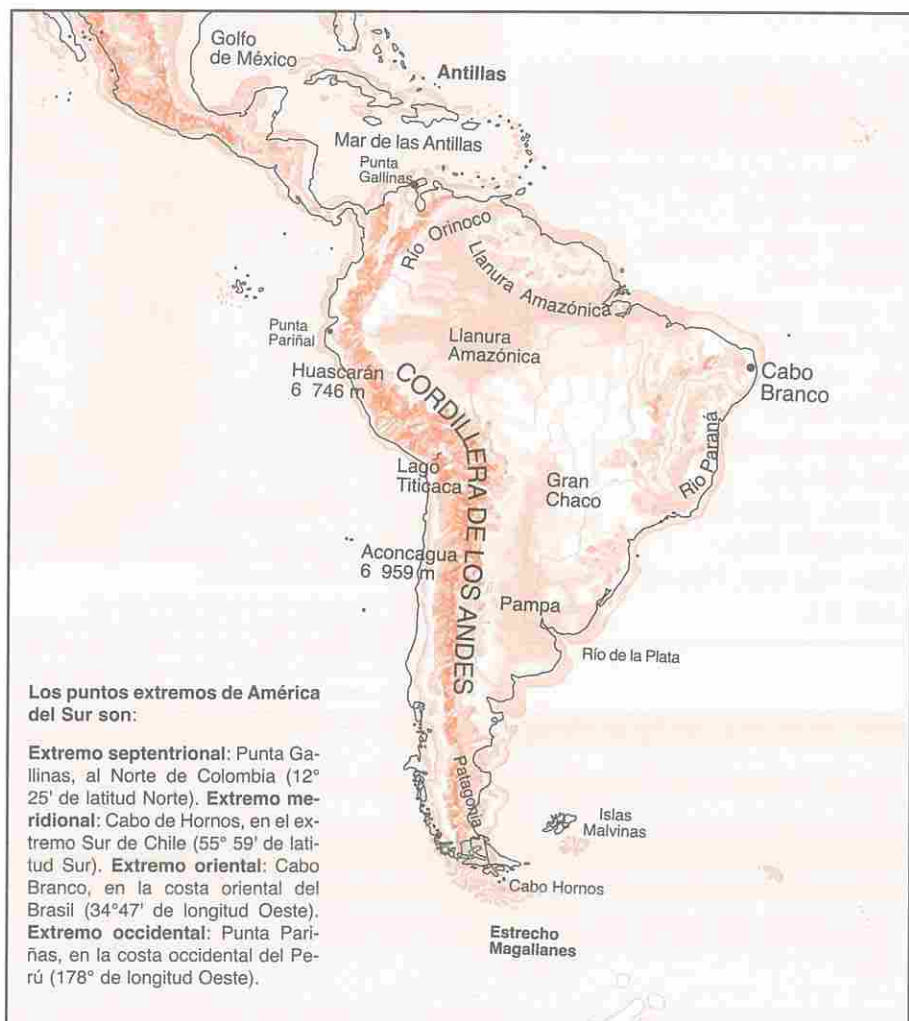 Golfo
de México
Antillas
Mar de las Antillas
Punta
Gallinas
Río Orinoco
Llanura Amazónica
Punta
Pariñal
Llanura
Amazónica
Huascarán
6 746 m
CORDILLERA DE LOS ANDES
Cabo
Branco
Lago
Titicaca
Gran
Chaco
Río Paraná
Aconcagua
6 959 m
Pampa
Río de la Plata
Los puntos extremos de América
del Sur son:
Extremo septentrional: Punta Ga-
llinas, al Norte de Colombia (12°
25' de latitud Norte). Extremo me-
ridional: Cabo de Hornos, en el ex-
tremo Sur de Chile (55° 59' de lati-
tud Sur). Extremo oriental: Cabo
Branco, en la costa oriental del
Brasil (34°47' de longitud Oeste).
Extremo occidental: Punta Pari-
ñas, en la costa occidental del Pe-
rú (178° de longitud Oeste).
Patagonia
Islas
Malvinas
Cabo Hornos
Estrecho
Magallanes